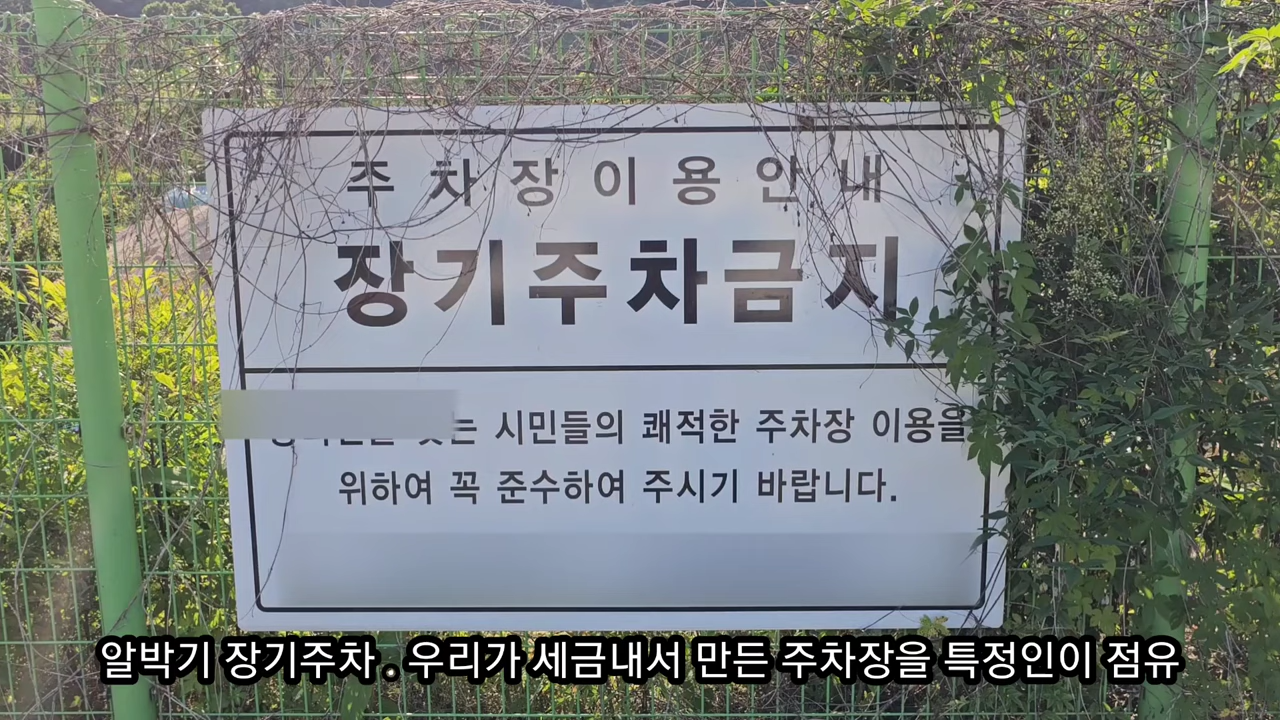 주차장이용안내
장기주차금지
는 시민들의 쾌적한 주차장 이용을
위하여 꼭 준수하여 주시기 바랍니다.
알박기 장기주차. 우리가 세금내서 만든 주차장을 특정인이 점유